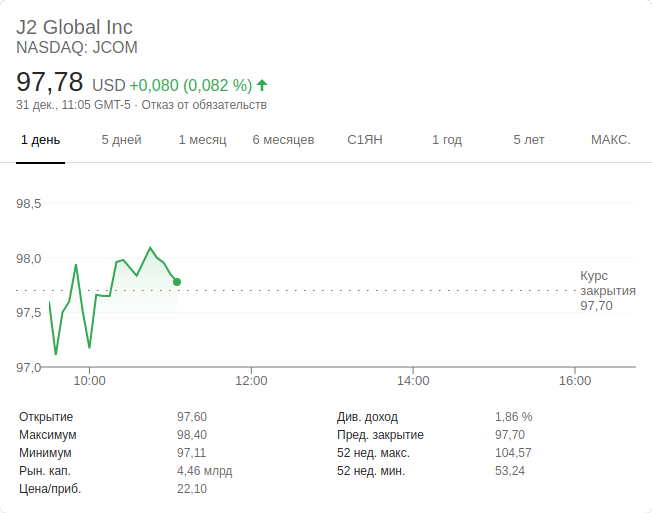 J2 Global Inc
NASDAQ: JCOM
97,78 USD +0,080 (0,082 %)
31 дек., 11:05 GMT-5 · Отказ от обязательств
1 день 5 дней 1 месяц 6 месяцев С1ЯН 1 год 5 лет МАКС.
98,5
98,0
97,5
97,0
Курс
закрытия
97,70
10:00 12:00 14:00 16:00
Открытие 97,60 Див. доход 1,86 %
Максимум 98,40 Пред. закрытие 97,70
Минимум 97,11 52 нед. макс. 104,57
Рын. кап. 4,46 млрд 52 нед. мин. 53,24
Цена/приб. 22,10